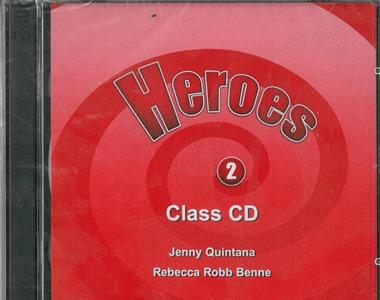 Heroes
2
Class CD
Jenny Quintana
Rebecca Robb Benne